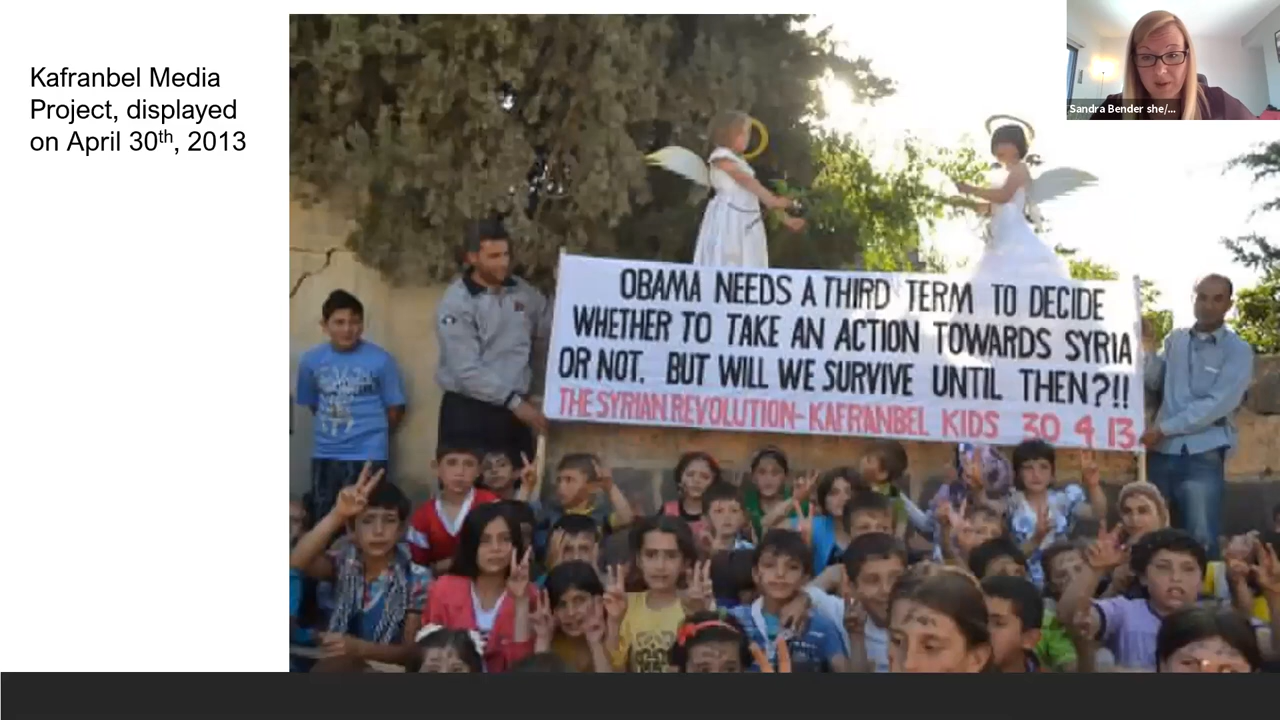 Kafranbel Media
Project, displayed
on April 30th, 2013
Sandra Bender she/...
OBAMA NEEDS A THIRD TERM TO DECIDE
WHETHER TO TAKE AN ACTION TOWARDS SYRIA
OR NOT. BUT WILL WE SURVIVE UNTIL THEN?!!
THE SYRIAN REVOLUTION- KAFRANBEL KIDS 30 4 13